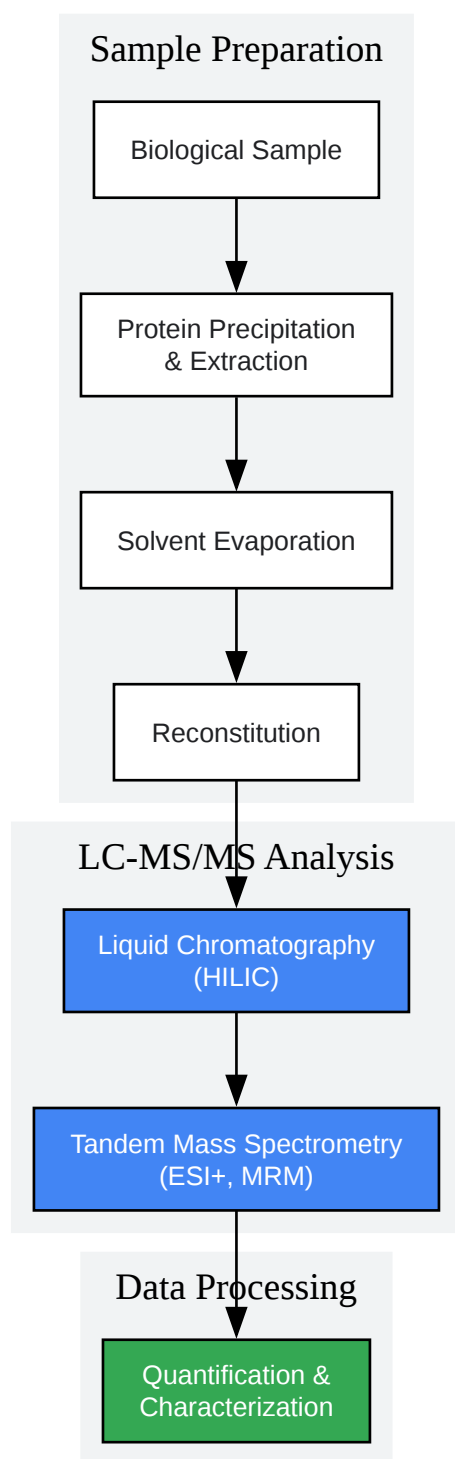 Sample Preparation
Biological Sample
Protein Precipitation
& Extraction
Solvent Evaporation
Reconstitution
LC-MS/MS Analysis
Liquid Chromatography
(HILIC)
Tandem Mass Spectrometry
(ESI+, MRM)
Data Processing
Quantification &
Characterization